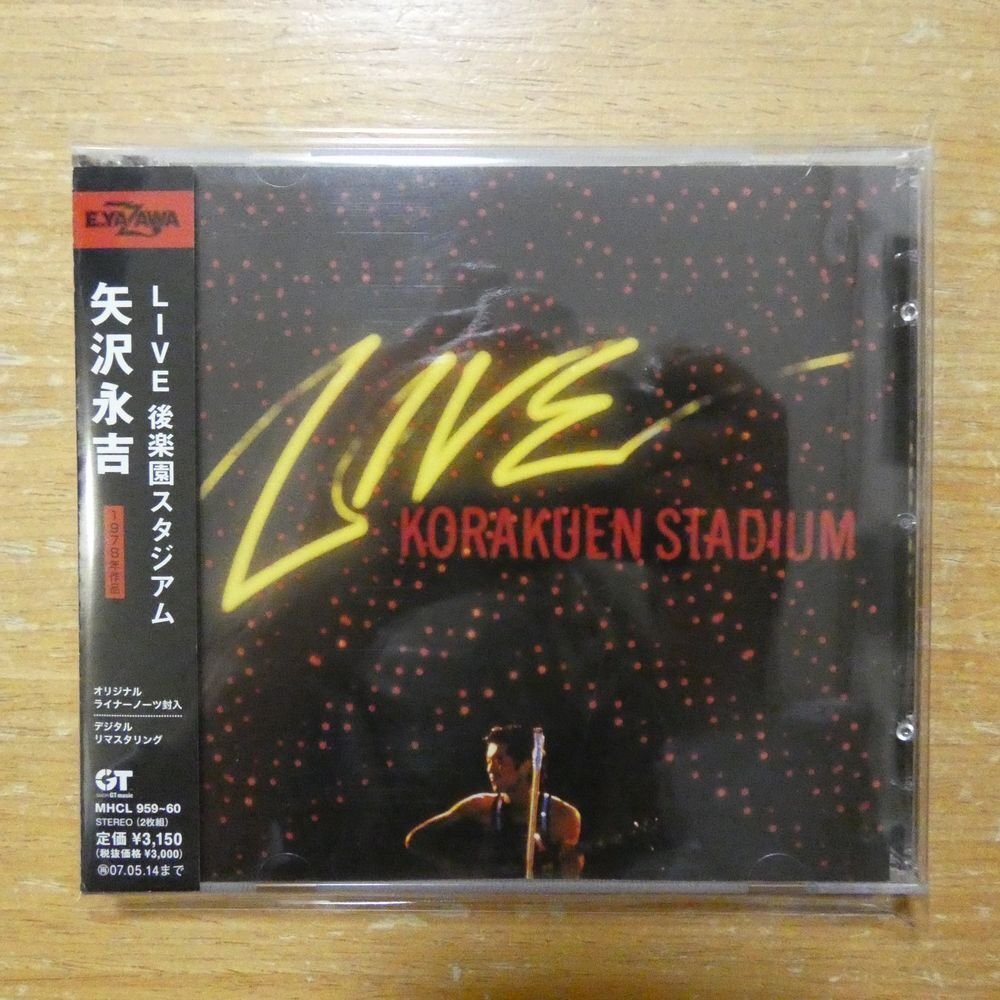 E.YAZAWA
LIVE 後楽園スタジアム
矢沢永吉
1978年作品
オリジナル
ライナーノーツ封入
デジタル
リマスタリング
GT
GT music
MHCL 959~60
STEREO (2枚組)
定価 ¥3,150
(税抜価格 ¥3,000)
㋐07.05.14まで
LIVE
KORAKUEN STADIUM